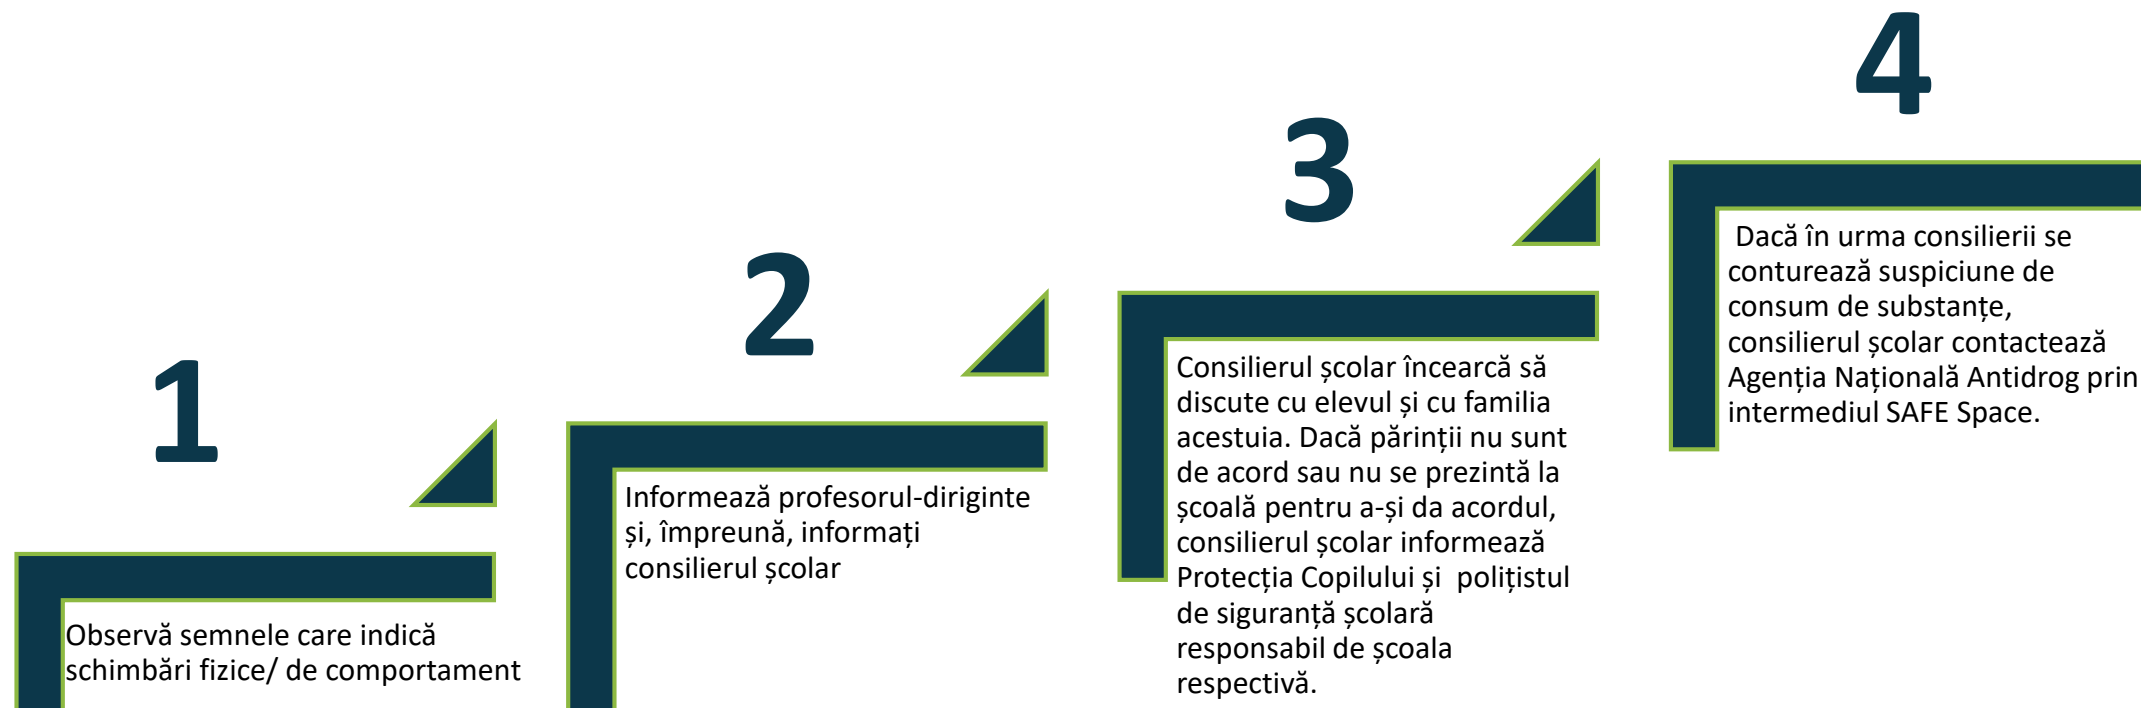 1
Observă semnele care indică
schimbări fizice/ de comportament
2
Informează profesorul-diriginte
și, împreună, informați
consilierul școlar
3
Consilierul școlar încearcă să
discute cu elevul și cu familia
acestuia. Dacă părinții nu sunt
de acord sau nu se prezintă la
școală pentru a-și da acordul,
consilierul școlar informează
Protecția Copilului și  polițistul
de siguranță școlară
responsabil de școala
respectivă.
4
Dacă în urma consilierii se
conturează suspiciune de
consum de substanțe,
consilierul școlar contactează
Agenția Națională Antidrog prin
intermediul SAFE Space.